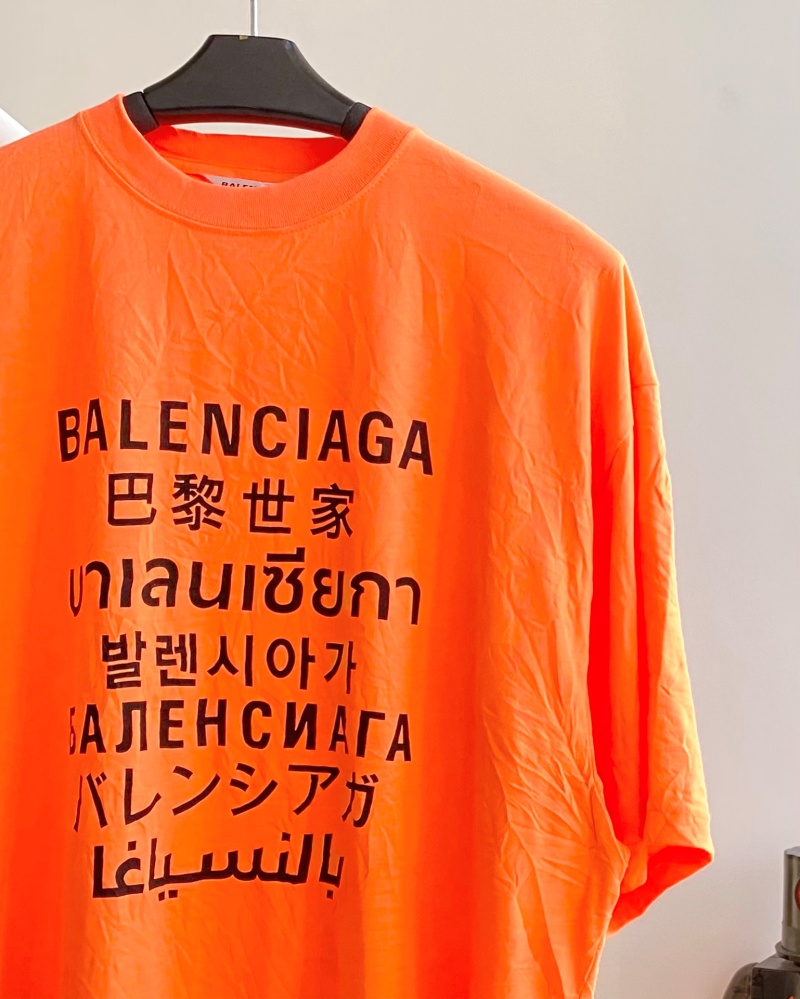 BALENCIAGA
巴黎世家
บาเลนเซียกา
발렌시아가
БАЛЕНСИАГА
バレンシアガ
بالنسياغا